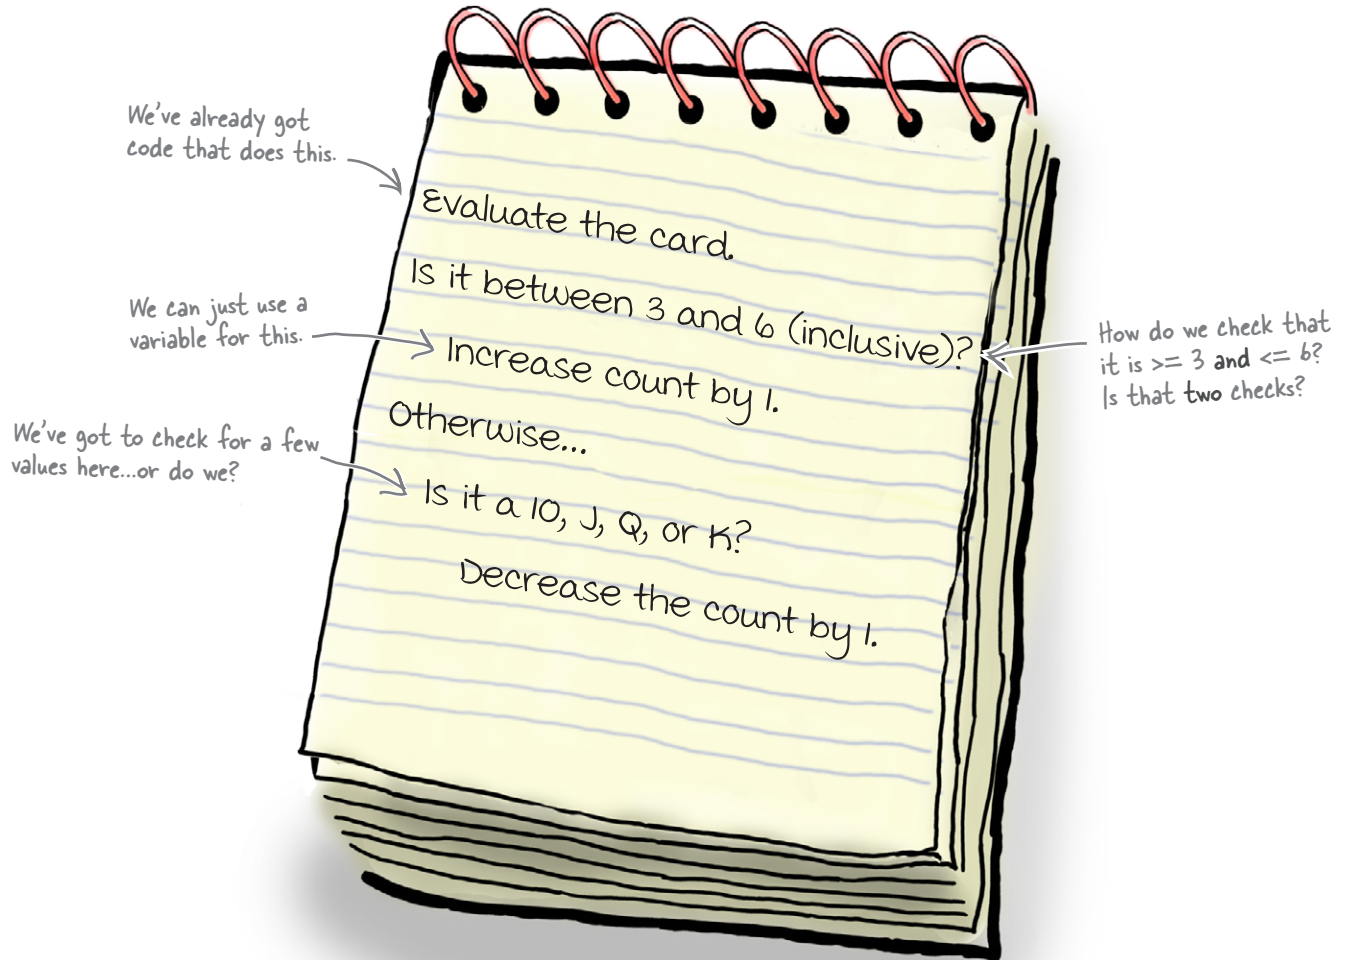 We've already got
code that does this.
Evaluate the card.
Is it between 3 and 6 (inclusive)?
We can just use a
variable for this.
How do we check that
it is >= 3 and <= 6?
Is that two checks?
Increase count by 1.
Otherwise...
We've got to check for a few
values here...or do we?
Is it a 10, J, Q, or K?
Decrease the count by 1.